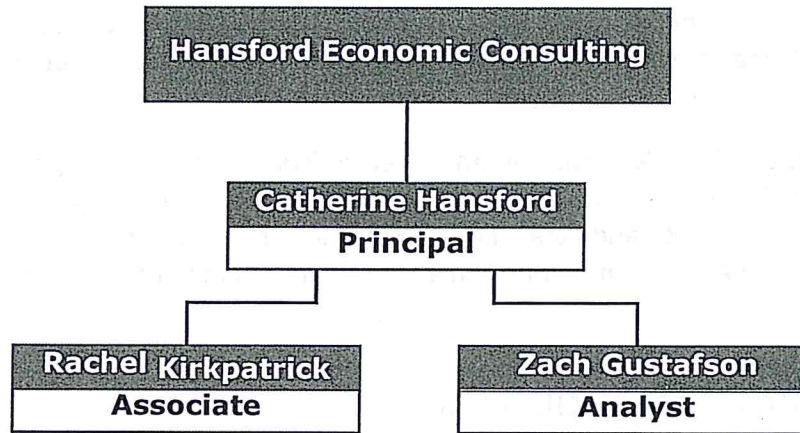 Hansford Economic Consulting
Catherine Hansford
Principal
Rachel Kirkpatrick
Associate
Zach Gustafson
Analyst